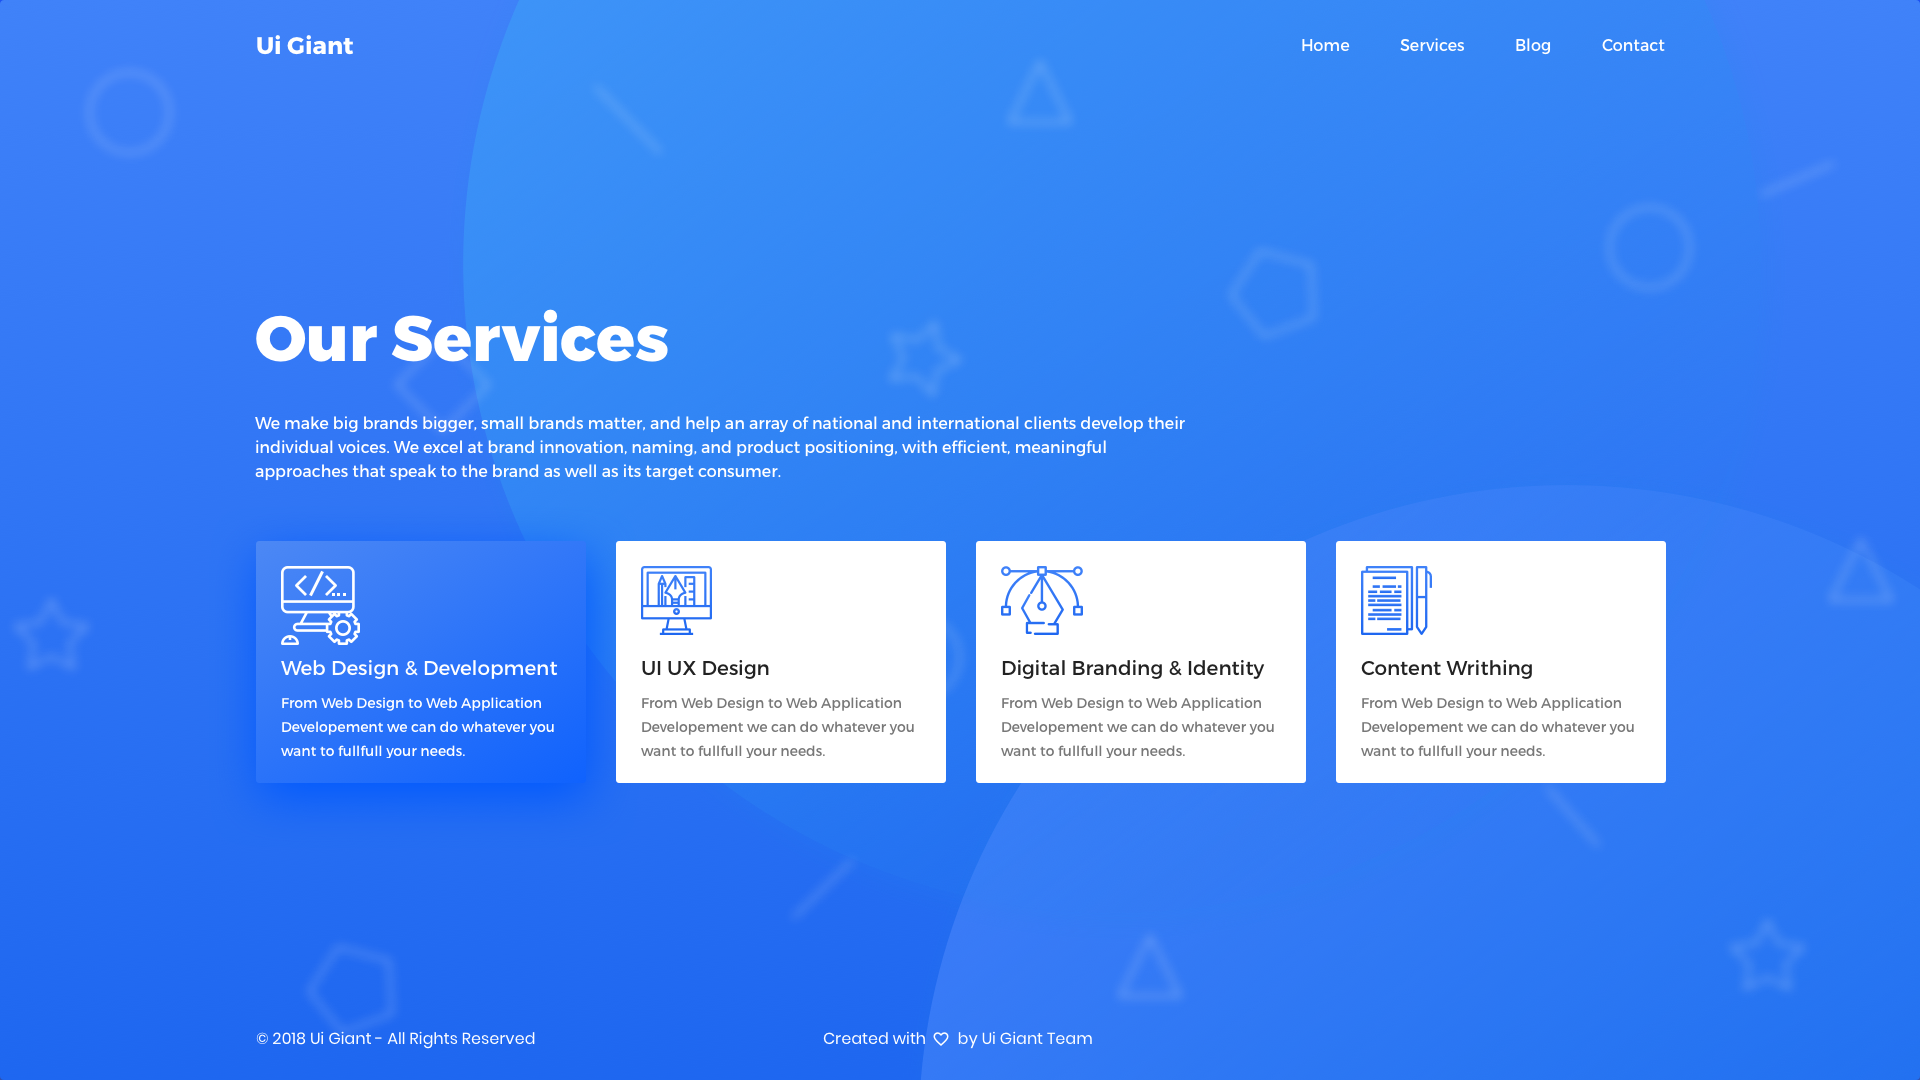 Ui Giant
Home Services Blog Contact
Our Services
We make big brands bigger, small brands matter, and help an array of national and international clients develop their
individual voices. We excel at brand innovation, naming, and product positioning, with efficient, meaningful
approaches that speak to the brand as well as its target consumer.
Web Design & Development
From Web Design to Web Application
Developement we can do whatever you
want to fullfull your needs.
UI UX Design
From Web Design to Web Application
Developement we can do whatever you
want to fullfull your needs.
Digital Branding & Identity
From Web Design to Web Application
Developement we can do whatever you
want to fullfull your needs.
Content Writhing
From Web Design to Web Application
Developement we can do whatever you
want to fullfull your needs.
© 2018 Ui Giant - All Rights Reserved
Created with ♡ by Ui Giant Team